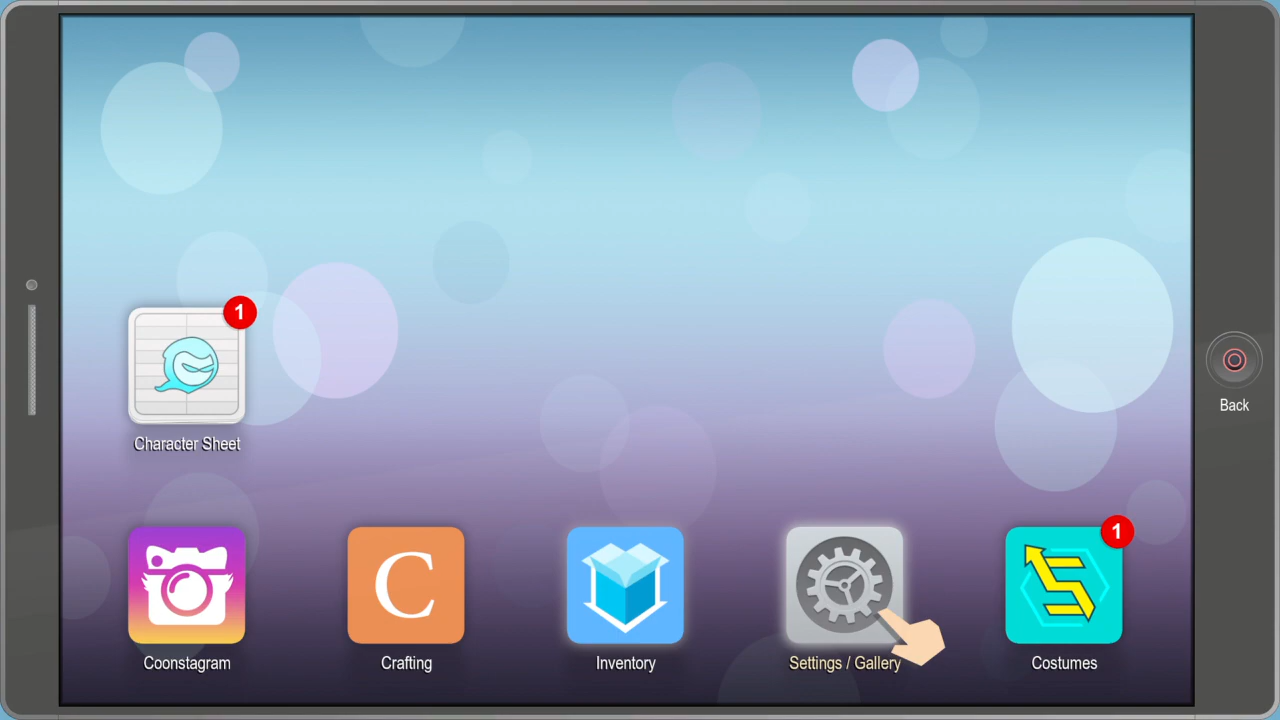 1
Back
Character Sheet
1
C
Coonstagram
Crafting
Inventory
Settings / Gallery
Costumes